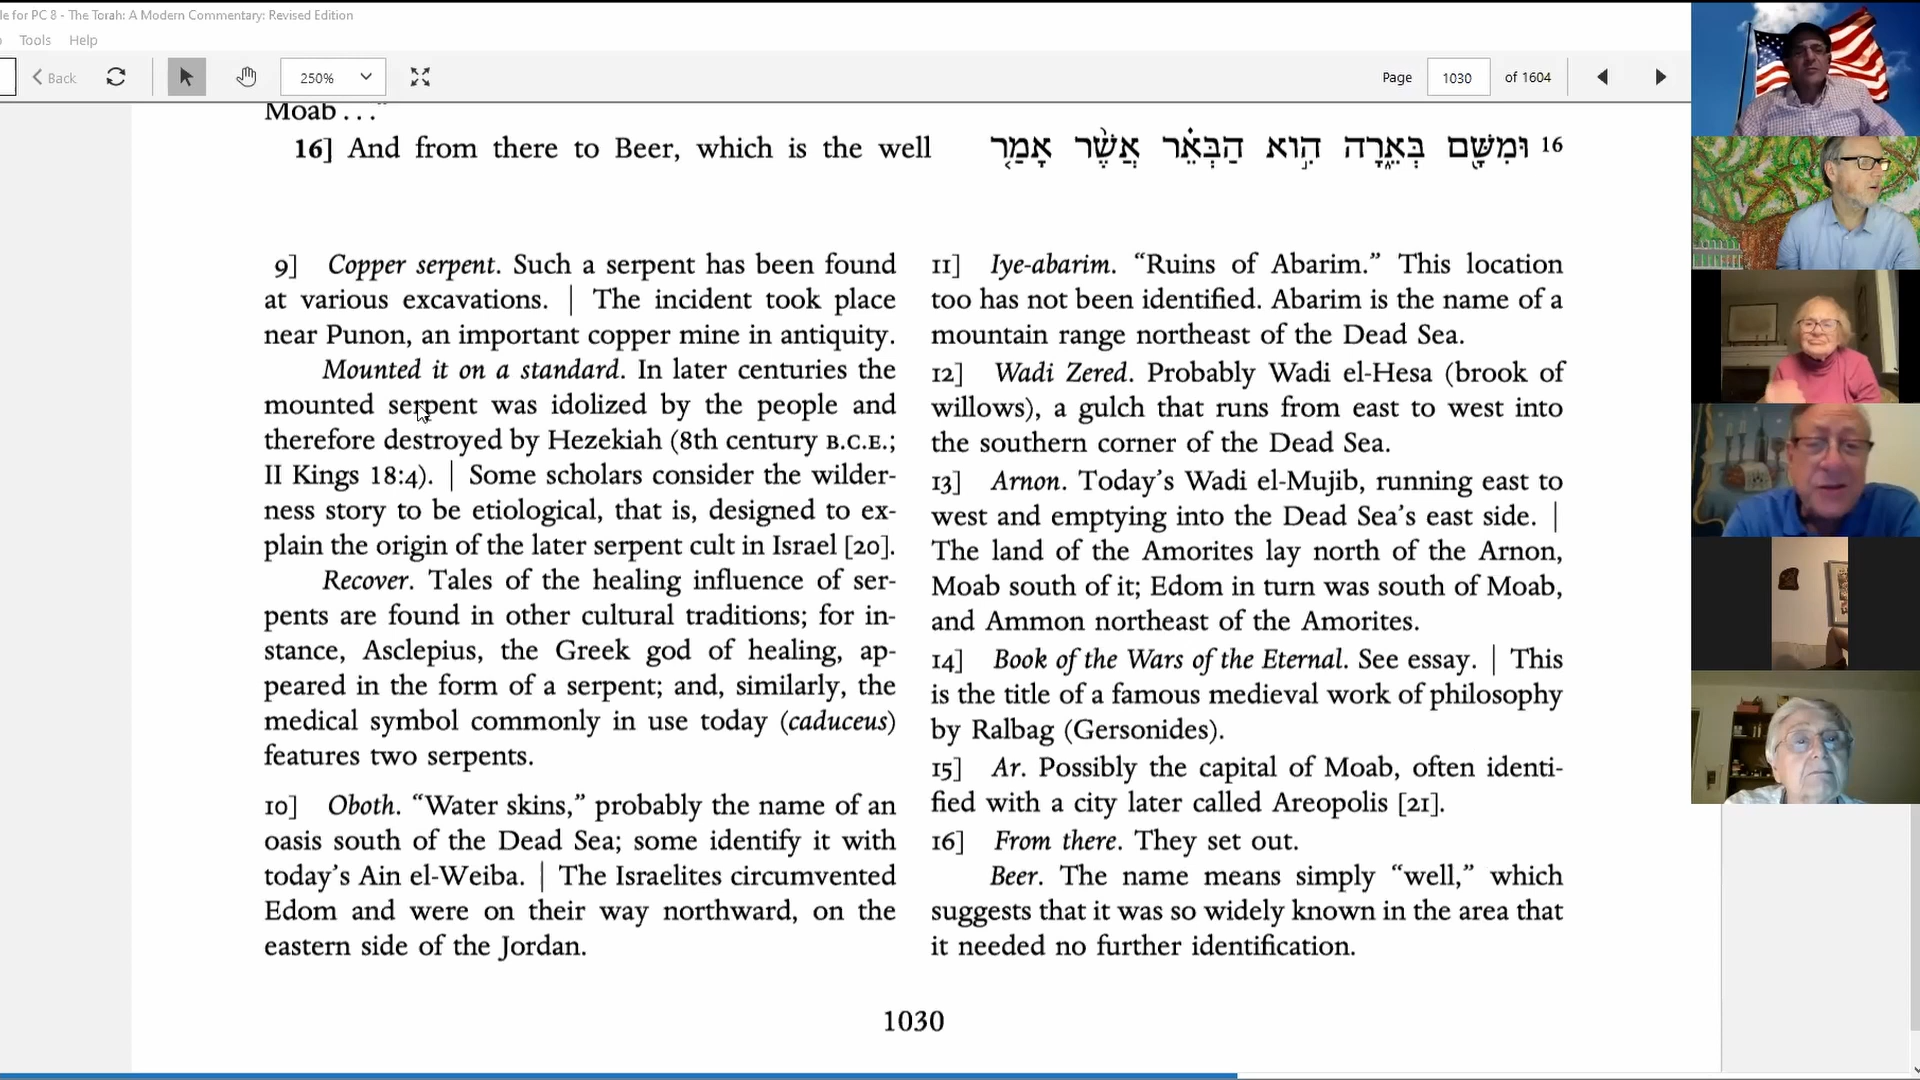 le for PC 8 - The Torah: A Modern Commentary: Revised Edition
Tools Help
Back 250% Page 1030 of 1604
Moab . . ."
16] And from there to Beer, which is the well
16 וּמִשָּׁ֖ם בְּאֵ֑רָה הִ֣וא הַבְּאֵ֗ר אֲשֶׁ֨ר אָמַ֤ר
9] Copper serpent. Such a serpent has been found
at various excavations. | The incident took place
near Punon, an important copper mine in antiquity.
Mounted it on a standard. In later centuries the
mounted serpent was idolized by the people and
therefore destroyed by Hezekiah (8th century B.C.E.;
II Kings 18:4). | Some scholars consider the wilder-
ness story to be etiological, that is, designed to ex-
plain the origin of the later serpent cult in Israel [20].
Recover. Tales of the healing influence of ser-
pents are found in other cultural traditions; for in-
stance, Asclepius, the Greek god of healing, ap-
peared in the form of a serpent; and, similarly, the
medical symbol commonly in use today (caduceus)
features two serpents.
10] Oboth. “Water skins,” probably the name of an
oasis south of the Dead Sea; some identify it with
today’s Ain el-Weiba. | The Israelites circumvented
Edom and were on their way northward, on the
eastern side of the Jordan.
11] Iye-abarim. “Ruins of Abarim.” This location
too has not been identified. Abarim is the name of a
mountain range northeast of the Dead Sea.
12] Wadi Zered. Probably Wadi el-Hesa (brook of
willows), a gulch that runs from east to west into
the southern corner of the Dead Sea.
13] Arnon. Today’s Wadi el-Mujib, running east to
west and emptying into the Dead Sea’s east side. |
The land of the Amorites lay north of the Arnon,
Moab south of it; Edom in turn was south of Moab,
and Ammon northeast of the Amorites.
14] Book of the Wars of the Eternal. See essay. | This
is the title of a famous medieval work of philosophy
by Ralbag (Gersonides).
15] Ar. Possibly the capital of Moab, often identi-
fied with a city later called Areopolis [21].
16] From there. They set out.
Beer. The name means simply “well,” which
suggests that it was so widely known in the area that
it needed no further identification.
1030